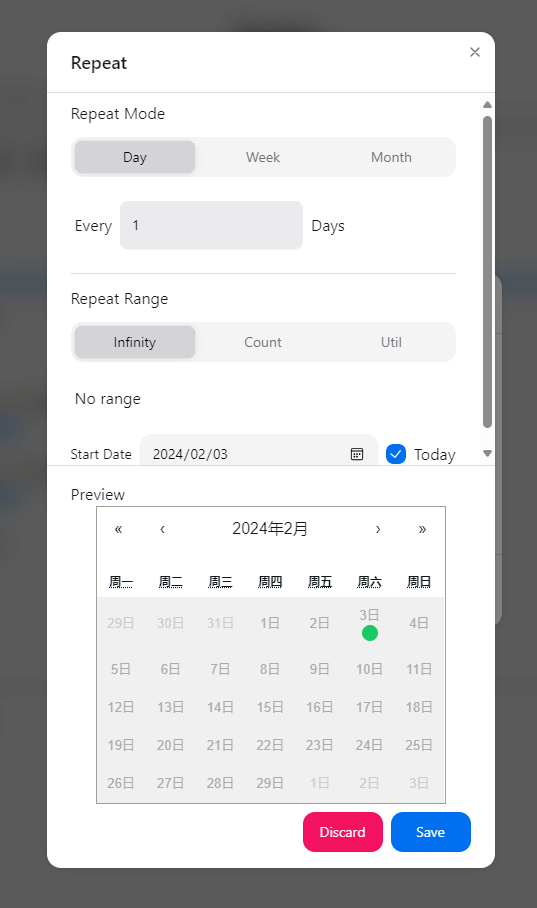 Repeat
Repeat Mode
Day Week Month
Every 1 Days
Repeat Range
Infinity Count Util
No range
Start Date 2024/02/03 Today
Preview
« ‹ 2024年2月 › »
周一 周二 周三 周四 周五 周六 周日
29日 30日 31日 1日 2日 3日 4日
5日 6日 7日 8日 9日 10日 11日
12日 13日 14日 15日 16日 17日 18日
19日 20日 21日 22日 23日 24日 25日
26日 27日 28日 29日 1日 2日 3日
Discard Save